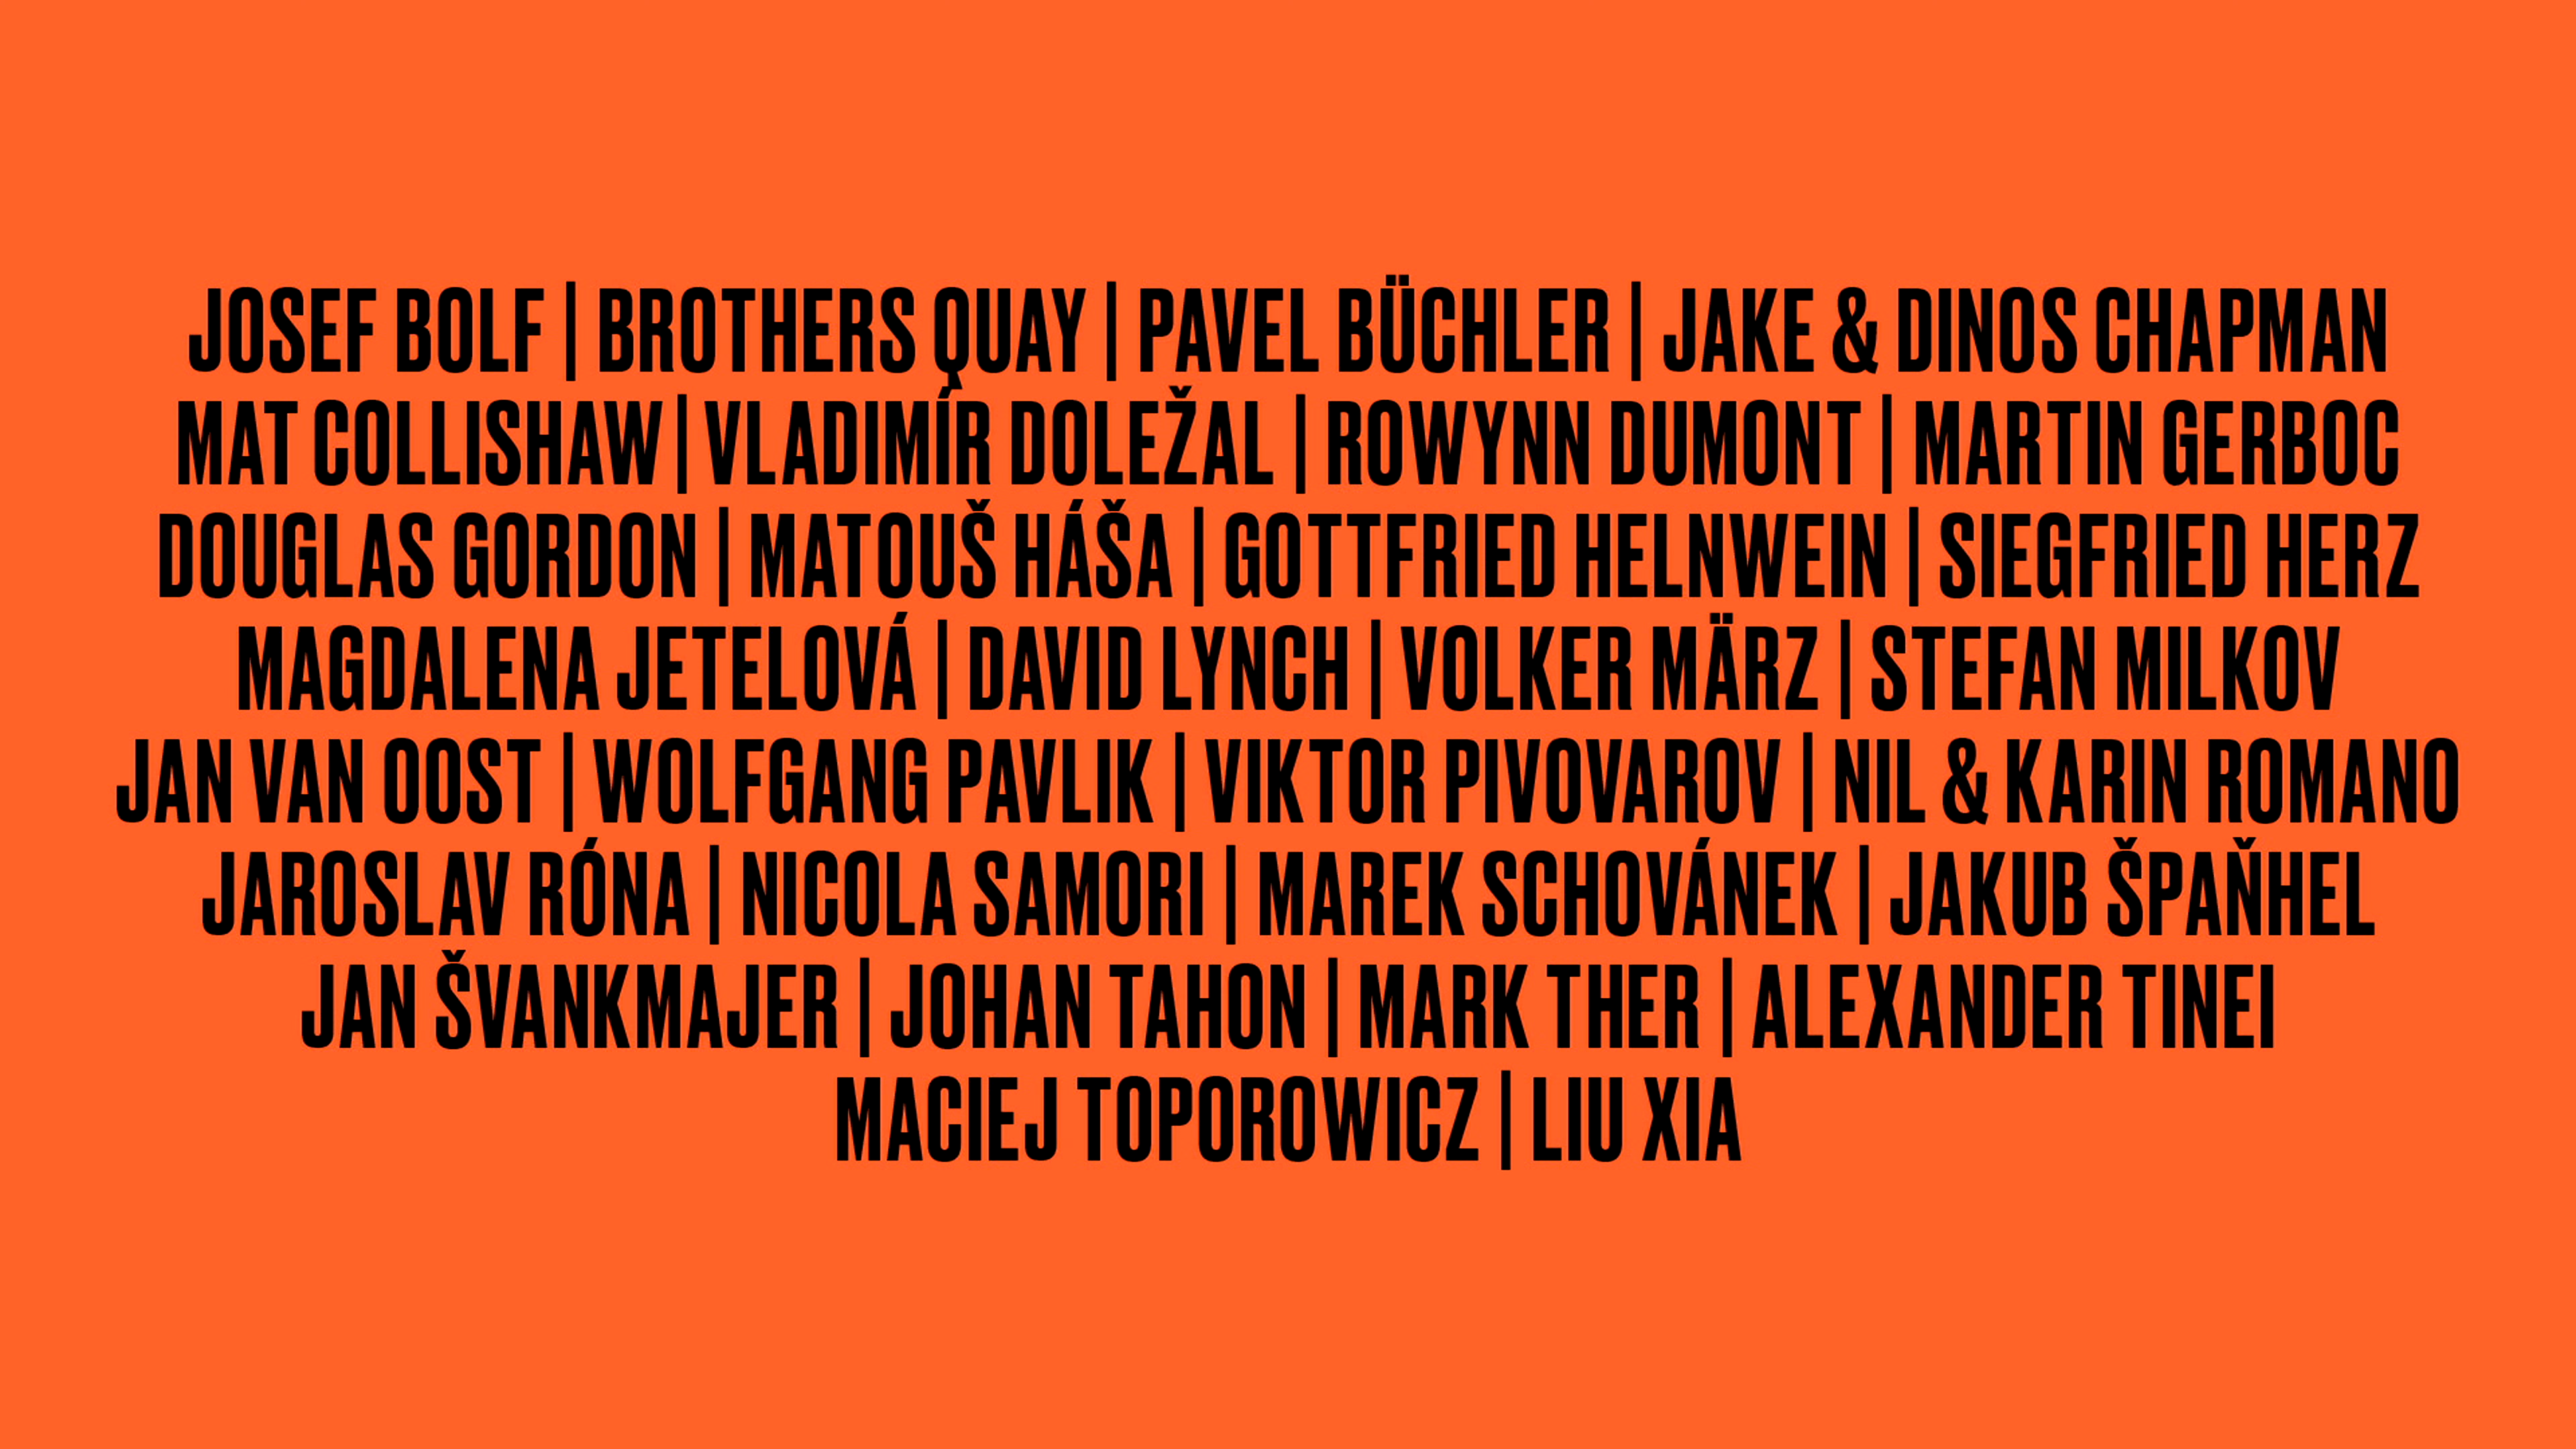 JOSEF BOLF | BROTHERS QUAY | PAVEL BÜCHLER | JAKE & DINOS CHAPMAN
MAT COLLISHAW | VLADIMÍR DOLEŽAL | ROWYNN DUMONT | MARTIN GERBOC
DOUGLAS GORDON | MATOUŠ HÁŠA | GOTTFRIED HELNWEIN | SIEGFRIED HERZ
MAGDALENA JETELOVÁ | DAVID LYNCH | VOLKER MÄRZ | STEFAN MILKOV
JAN VAN OOST | WOLFGANG PAVLIK | VIKTOR PIVOVAROV | NIL & KARIN ROMANO
JAROSLAV RÓNA | NICOLA SAMORI | MAREK SCHOVÁNEK | JAKUB ŠPAŇHEL
JAN ŠVANKMAJER | JOHAN TAHON | MARK THER | ALEXANDER TINEI
MACIEJ TOPOROWICZ | LIU XIA